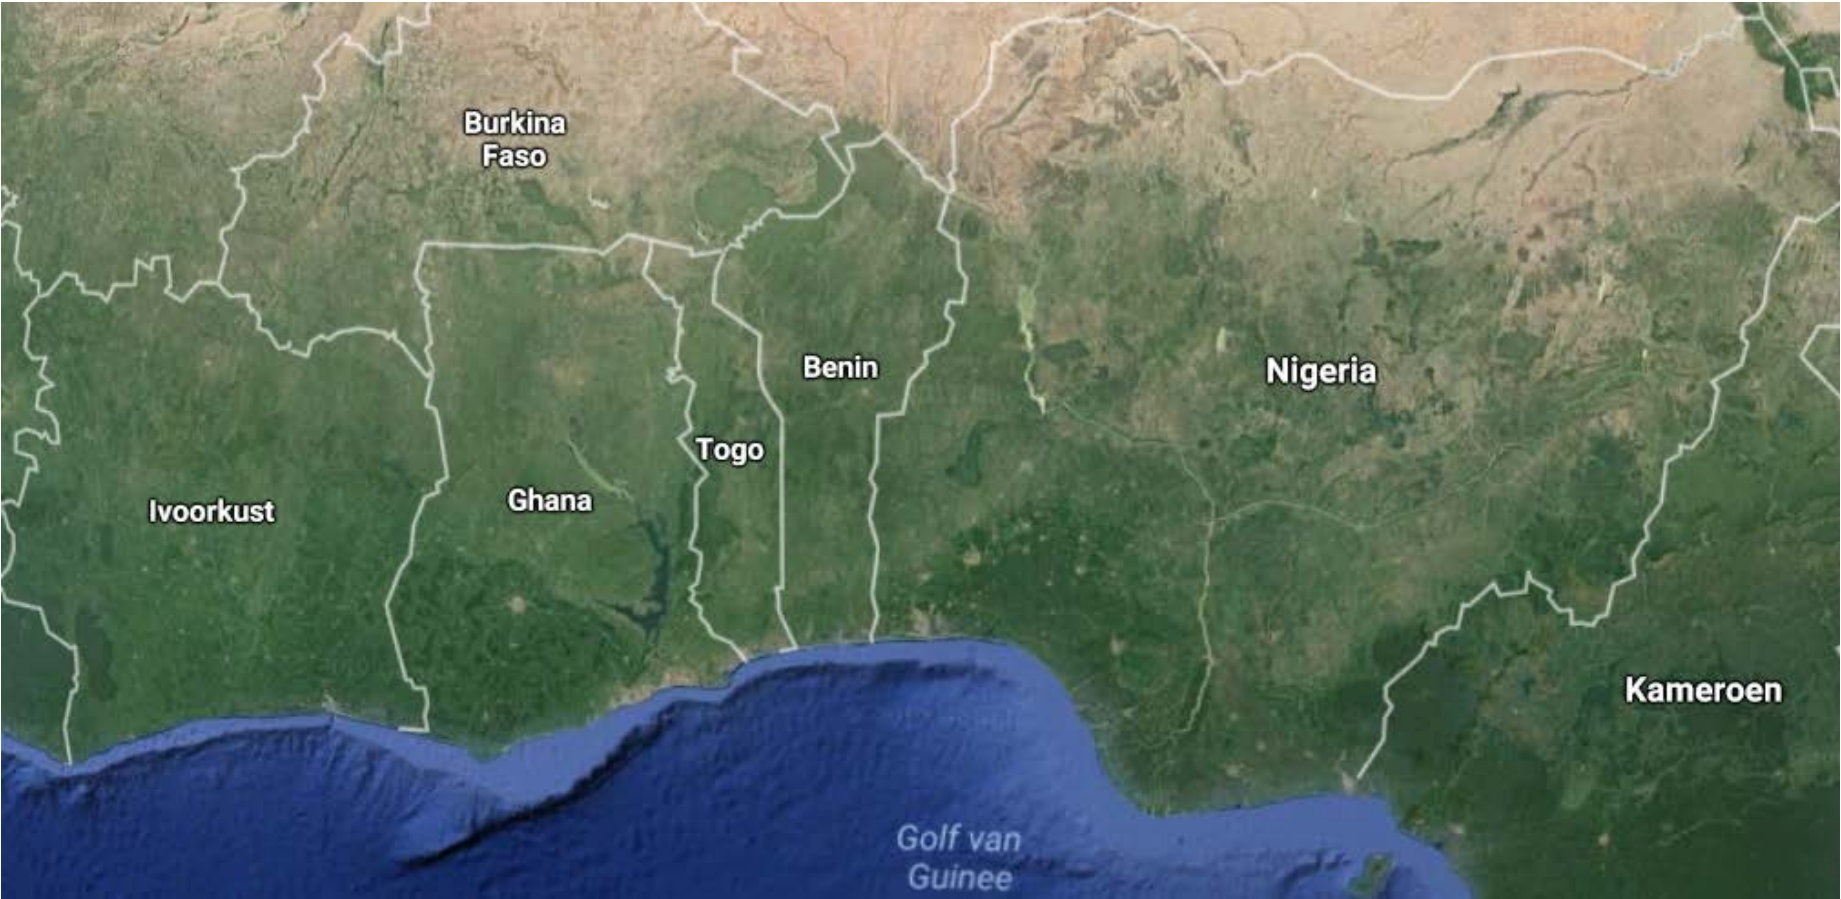 Burkina
Faso
Benin
Nigeria
Togo
Ghana
Ivoorkust
Kameroen
Golf van
Guinee